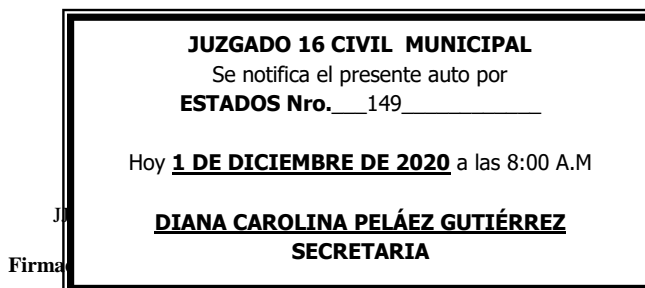 JUZGADO 16 CIVIL MUNICIPAL
Se notifica el presente auto por
ESTADOS Nro.___149____________
Hoy 1 DE DICIEMBRE DE 2020 a las 8:00 A.M
DIANA CAROLINA PELÁEZ GUTIÉRREZ
SECRETARIA